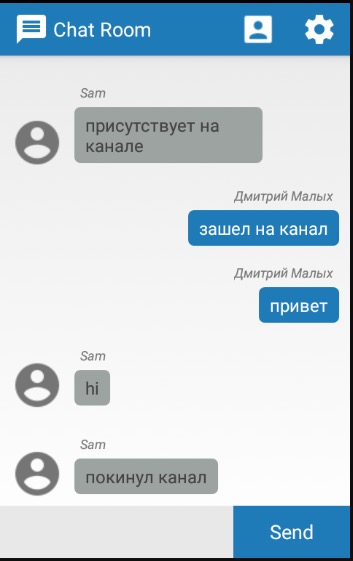 Chat Room
Sam
присутствует на
канале
Дмитрий Малых
зашел на канал
Дмитрий Малых
привет
Sam
hi
Sam
покинул канал
Send